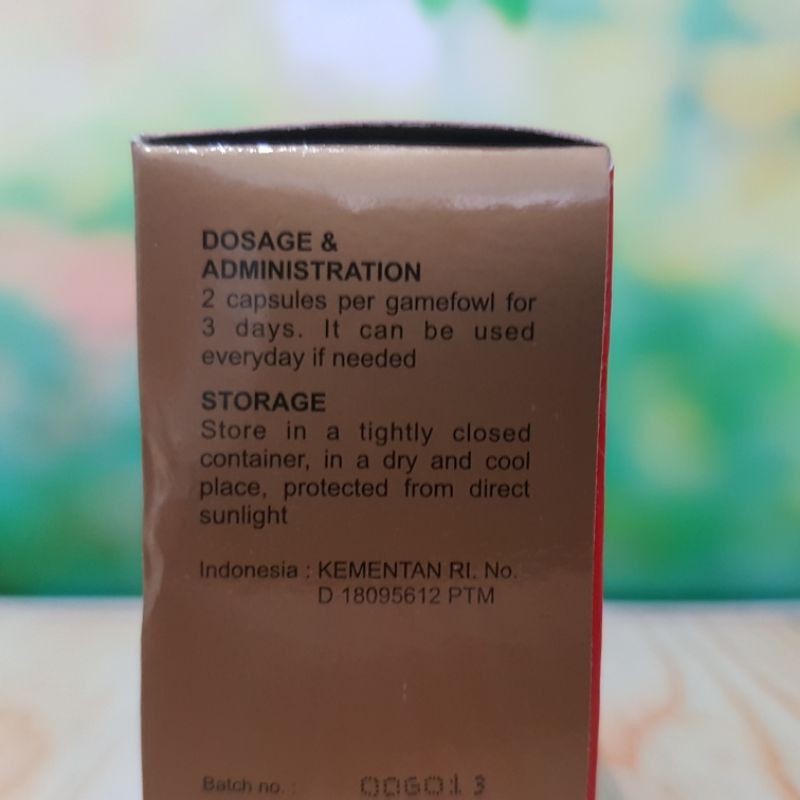 DOSAGE &
ADMINISTRATION
2 capsules per gamefowl for
3 days. It can be used
everyday if needed
STORAGE
Store in a tightly closed
container, in a dry and cool
place, protected from direct
sunlight
Indonesia : KEMENTAN RI. No.
D 18095612 PTM
Batch no. : 00G013